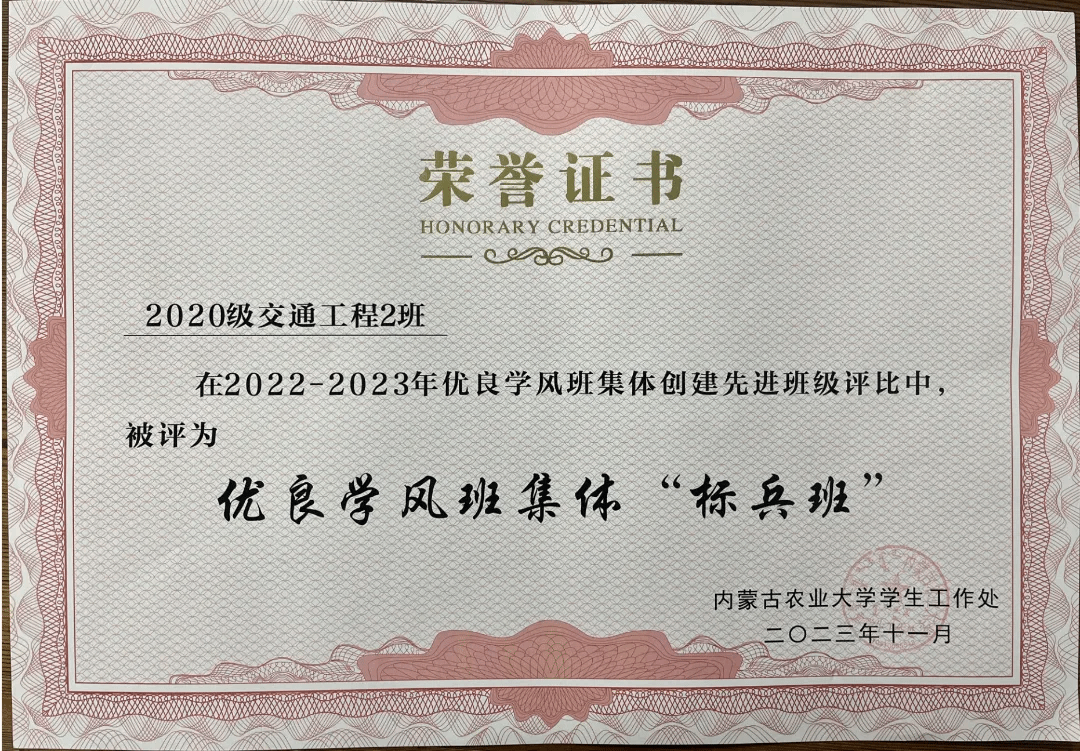 荣誉证书
HONORARY CREDENTIAL
2020级交通工程2班
在2022-2023年优良学风班集体创建先进班级评比中，
被评为
优良学风班集体“标兵班”
内蒙古农业大学学生工作处
二〇二三年十一月